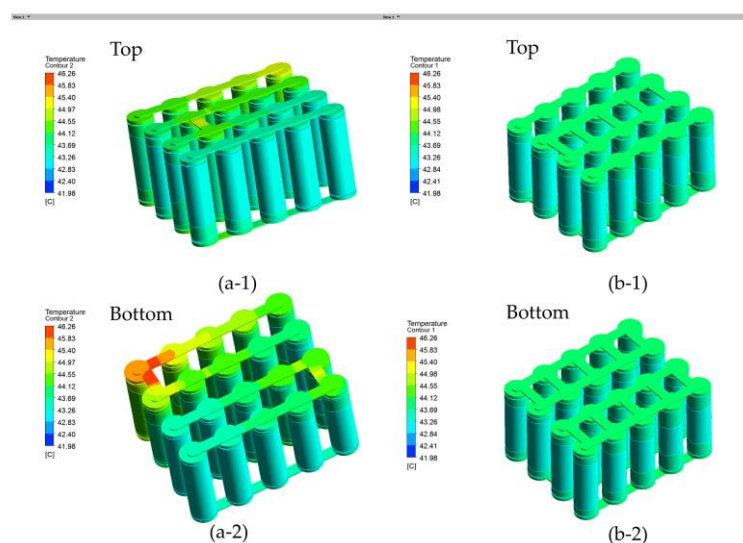 View 1
View 1
Top
Temperature
Contour 2
46.26
45.83
45.40
44.97
44.55
44.12
43.69
43.26
42.83
42.40
41.98
[C]
(a-1)
Top
Temperature
Contour 1
46.26
45.83
45.40
44.98
44.55
44.12
43.69
43.26
42.84
42.41
41.98
[C]
(b-1)
Bottom
Temperature
Contour 2
46.26
45.83
45.40
44.97
44.55
44.12
43.69
43.26
42.83
42.40
41.98
[C]
(a-2)
Bottom
Temperature
Contour 1
46.26
45.83
45.40
44.98
44.55
44.12
43.69
43.26
42.84
42.41
41.98
[C]
(b-2)